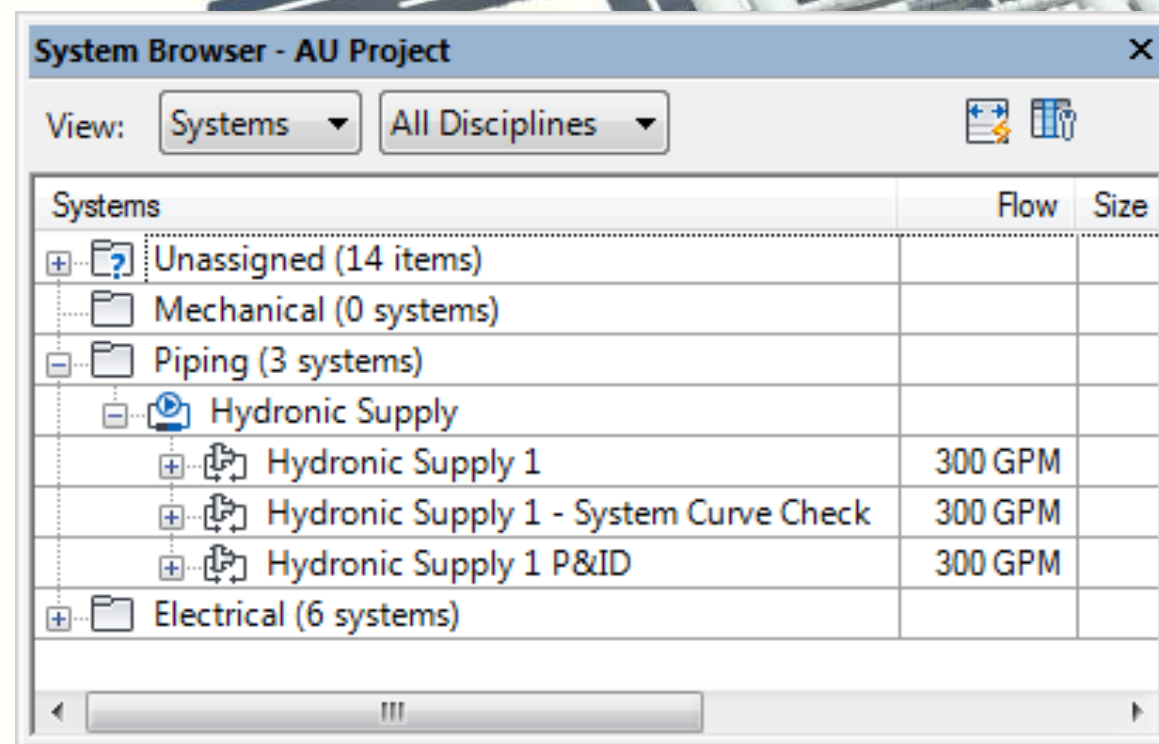 System Browser - AU Project
View: Systems All Disciplines
Systems Flow Size
Unassigned (14 items)
Mechanical (0 systems)
Piping (3 systems)
Hydronic Supply
Hydronic Supply 1 300 GPM
Hydronic Supply 1 - System Curve Check 300 GPM
Hydronic Supply 1 P&ID 300 GPM
Electrical (6 systems)